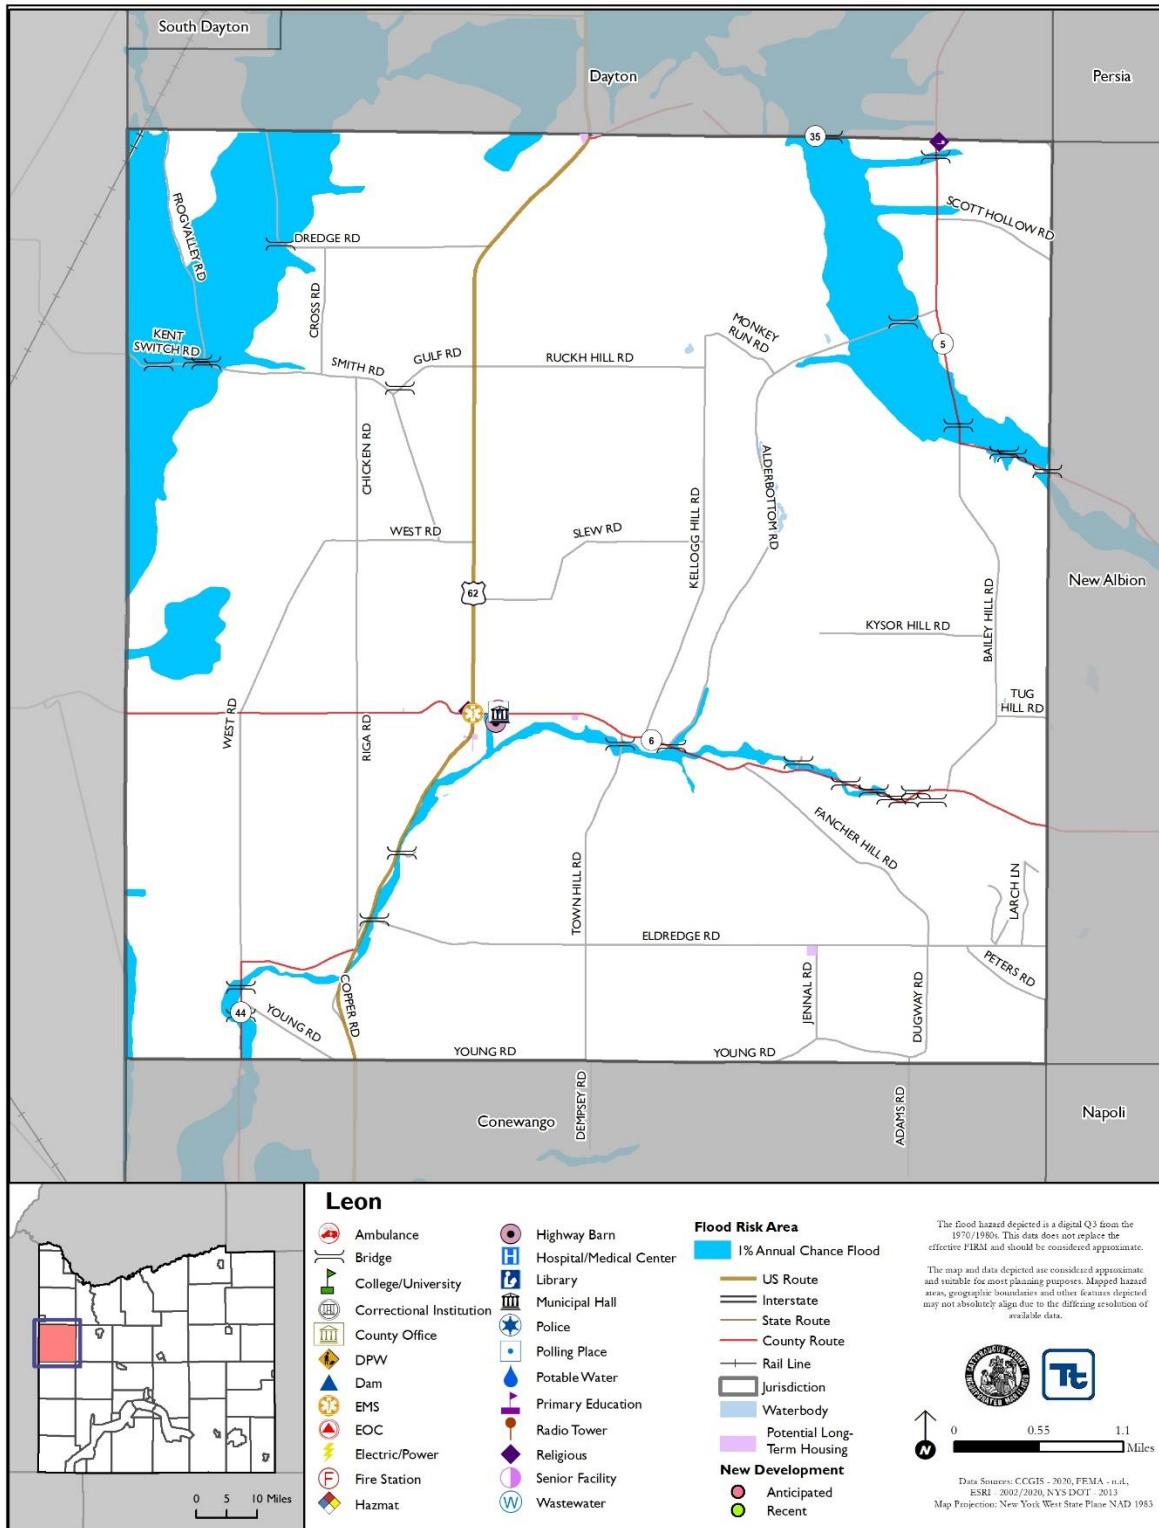 South Dayton
Dayton
Persia
35
SCOTT HOLLOW RD
FROGVALLEY RD
DREDGE RD
CROSS RD
KENT
SWITCH RD
SMITH RD
GULF RD
RUCKH HILL RD
MONKEY
RUN RD
5
CHICKEN RD
ALDERBOTTOM RD
WEST RD
SLEW RD
KELLOGG HILL RD
62
New Albion
KYSOR HILL RD
BAILEY HILL RD
TUG
HILL RD
WEST RD
RIGA RD
6
FANCHER HILL RD
TOWN HILL RD
LARCH LN
ELDREDGE RD
PETERS RD
JENNAL RD
DUGWAY RD
COPPER RD
44
YOUNG RD
YOUNG RD
YOUNG RD
Conewango
DEMPSEY RD
ADAMS RD
Napoli
Leon
Ambulance
Bridge
College/University
Correctional Institution
County Office
DPW
Dam
EMS
EOC
Electric/Power
Fire Station
Hazmat
Highway Barn
H Hospital/Medical Center
Library
Municipal Hall
Police
Polling Place
Potable Water
Primary Education
Radio Tower
Religious
Senior Facility
W Wastewater
Flood Risk Area
1% Annual Chance Flood
US Route
Interstate
State Route
County Route
Rail Line
Jurisdiction
Waterbody
Potential Long-
Term Housing
New Development
Anticipated
Recent
The flood hazard depicted is a digital Q3 from the
1970/1980s. This data does not replace the
effective FIRM and should be considered approximate.
The map and data depicted are considered approximate
and suitable for most planning purposes. Mapped hazard
areas, geographic boundaries and other features depicted
may not absolutely align due to the differing resolution of
available data.
Tt
N
0 0.55 1.1
Miles
0 5 10 Miles
Data Sources: CCGIS - 2020, FEMA - n.d.,
ESRI - 2002/2020, NYS DOT - 2013
Map Projection: New York West State Plane NAD 1983